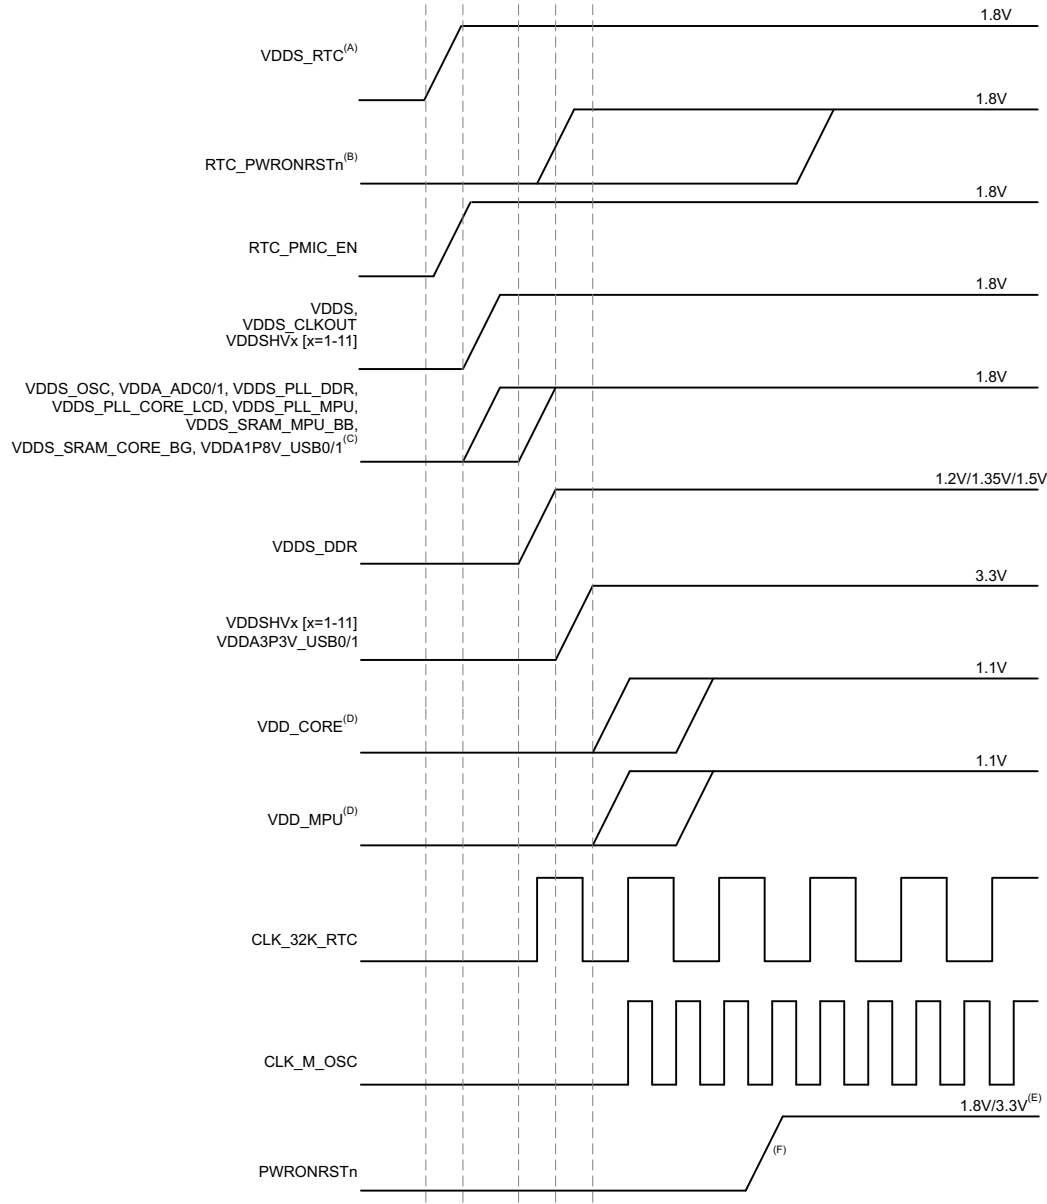 1.8V
VDDS_RTC(A)
1.8V
RTC_PWRONRSTn(B)
1.8V
RTC_PMIC_EN
1.8V
VDDS,
VDDS_CLKOUT
VDDSHVx [x=1-11]
1.8V
VDDS_OSC, VDDA_ADC0/1, VDDS_PLL_DDR,
VDDS_PLL_CORE_LCD, VDDS_PLL_MPU,
VDDS_SRAM_MPU_BB,
VDDS_SRAM_CORE_BG, VDDA1P8V_USB0/1(C)
1.2V/1.35V/1.5V
VDDS_DDR
3.3V
VDDSHVx [x=1-11]
VDDA3P3V_USB0/1
1.1V
VDD_CORE(D)
1.1V
VDD_MPU(D)
CLK_32K_RTC
CLK_M_OSC
1.8V/3.3V(E)
(F)
PWRONRSTn